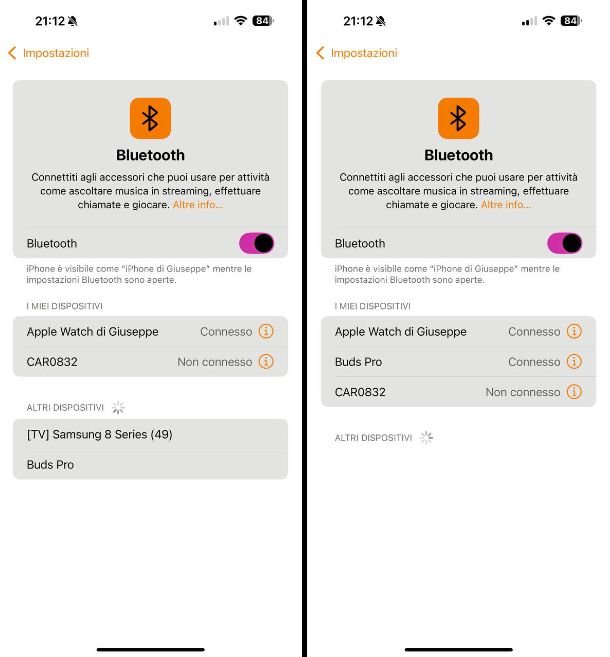 21:12
84
Impostazioni
Bluetooth
Connettiti agli accessori che puoi usare per attività
come ascoltare musica in streaming, effettuare
chiamate e giocare. Altre info...
Bluetooth
iPhone è visibile come “iPhone di Giuseppe” mentre le
impostazioni Bluetooth sono aperte.
I MIEI DISPOSITIVI
Apple Watch di Giuseppe Connesso
CAR0832 Non connesso
ALTRI DISPOSITIVI
[TV] Samsung 8 Series (49)
Buds Pro
21:12
84
Impostazioni
Bluetooth
Connettiti agli accessori che puoi usare per attività
come ascoltare musica in streaming, effettuare
chiamate e giocare. Altre info...
Bluetooth
iPhone è visibile come “iPhone di Giuseppe” mentre le
impostazioni Bluetooth sono aperte.
I MIEI DISPOSITIVI
Apple Watch di Giuseppe Connesso
Buds Pro Connesso
CAR0832 Non connesso
ALTRI DISPOSITIVI